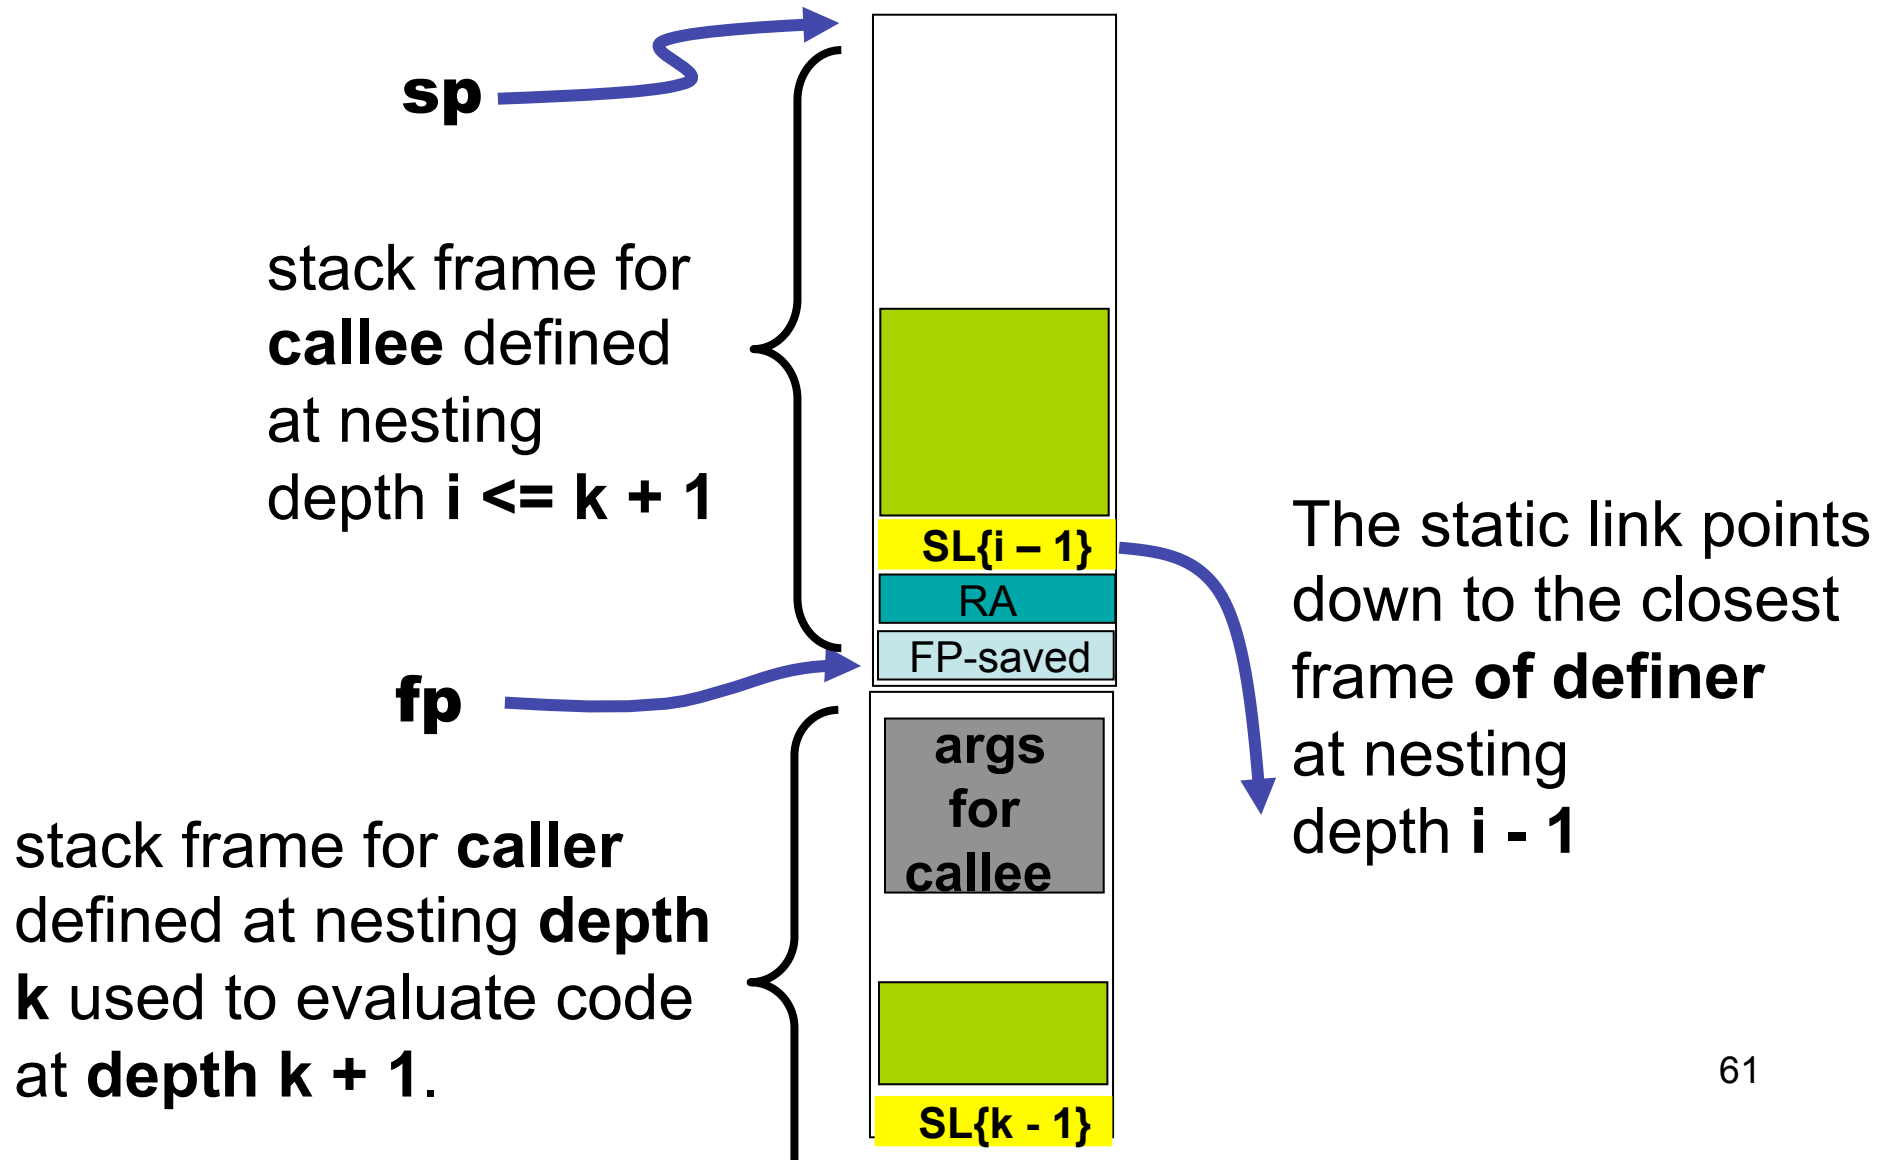 sp
stack frame for
callee defined
at nesting
depth i <= k + 1
SL{i – 1}
RA
FP-saved
fp
The static link points
down to the closest
frame of definer
at nesting
depth i - 1
args
for
callee
stack frame for caller
defined at nesting depth
k used to evaluate code
at depth k + 1.
SL{k - 1}
61